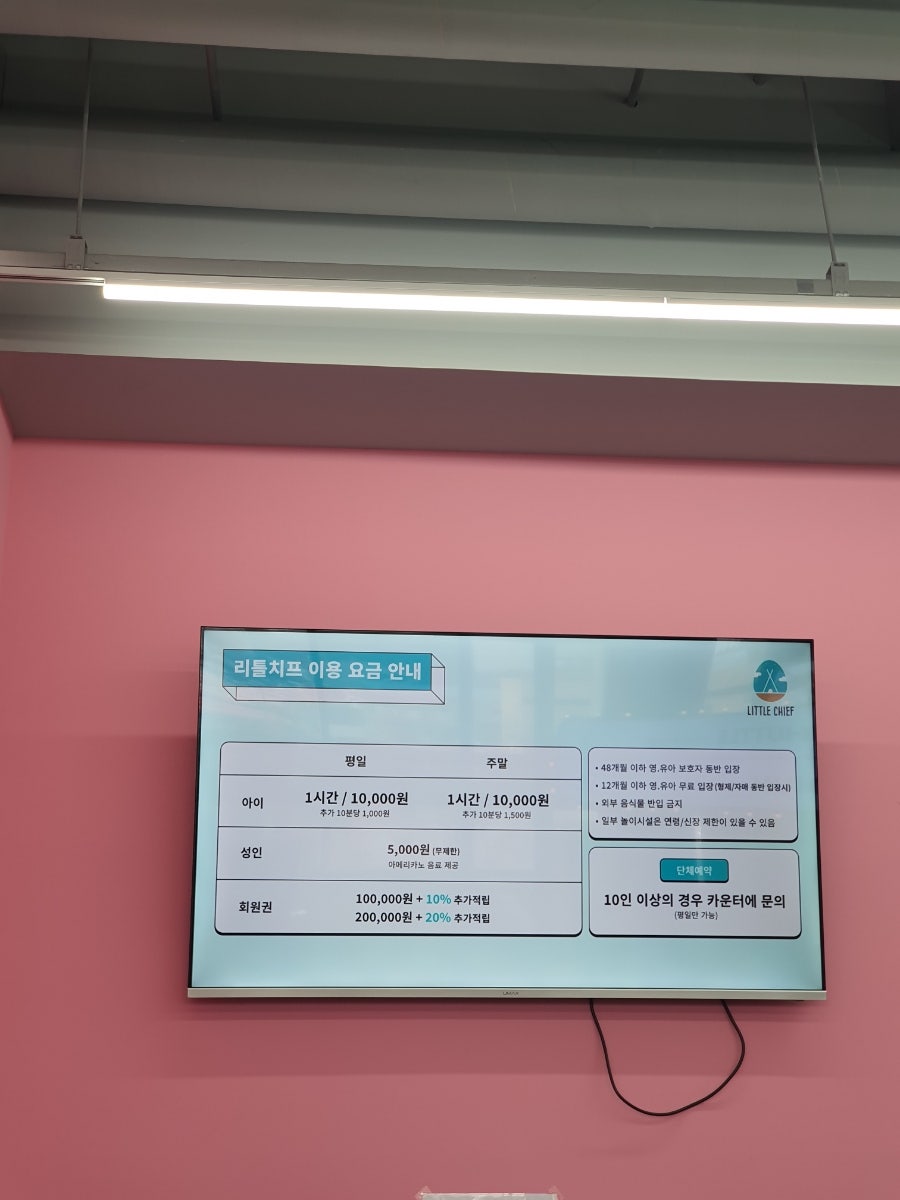 리틀치프 이용 요금 안내
LITTLE CHIEF
평일 주말
아이 1시간 / 10,000원 1시간 / 10,000원
추가 10분당 1,000원 추가 10분당 1,500원
성인 5,000원 (무제한)
아메리카노 음료 제공
회원권 100,000원 + 10% 추가적립
200,000원 + 20% 추가적립
• 48개월 이하 영.유아 보호자 동반 입장
• 12개월 이하 영.유아 무료 입장 (형제/자매 동반 입장시)
• 외부 음식물 반입 금지
• 일부 놀이시설은 연령/신장 제한이 있을 수 있음
단체예약
10인 이상의 경우 카운터에 문의
(평일만 가능)